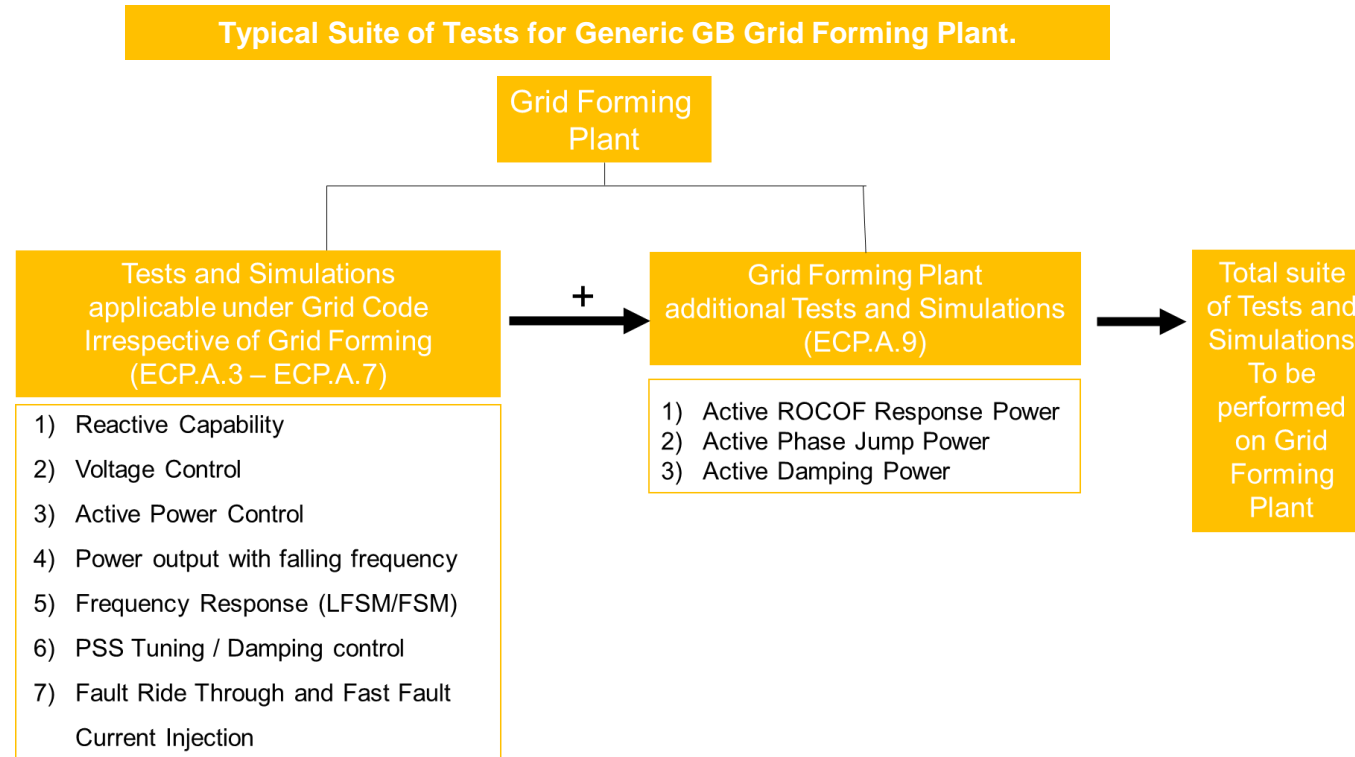 Typical Suite of Tests for Generic GB Grid Forming Plant.
Grid Forming
Plant
Tests and Simulations
applicable under Grid Code
Irrespective of Grid Forming
(ECP.A.3 – ECP.A.7)
1) Reactive Capability
2) Voltage Control
3) Active Power Control
4) Power output with falling frequency
5) Frequency Response (LFSM/FSM)
6) PSS Tuning / Damping control
7) Fault Ride Through and Fast Fault
Current Injection
+
Grid Forming Plant
additional Tests and Simulations
(ECP.A.9)
1) Active ROCOF Response Power
2) Active Phase Jump Power
3) Active Damping Power
Total suite
of Tests and
Simulations
To be
performed
on Grid
Forming
Plant